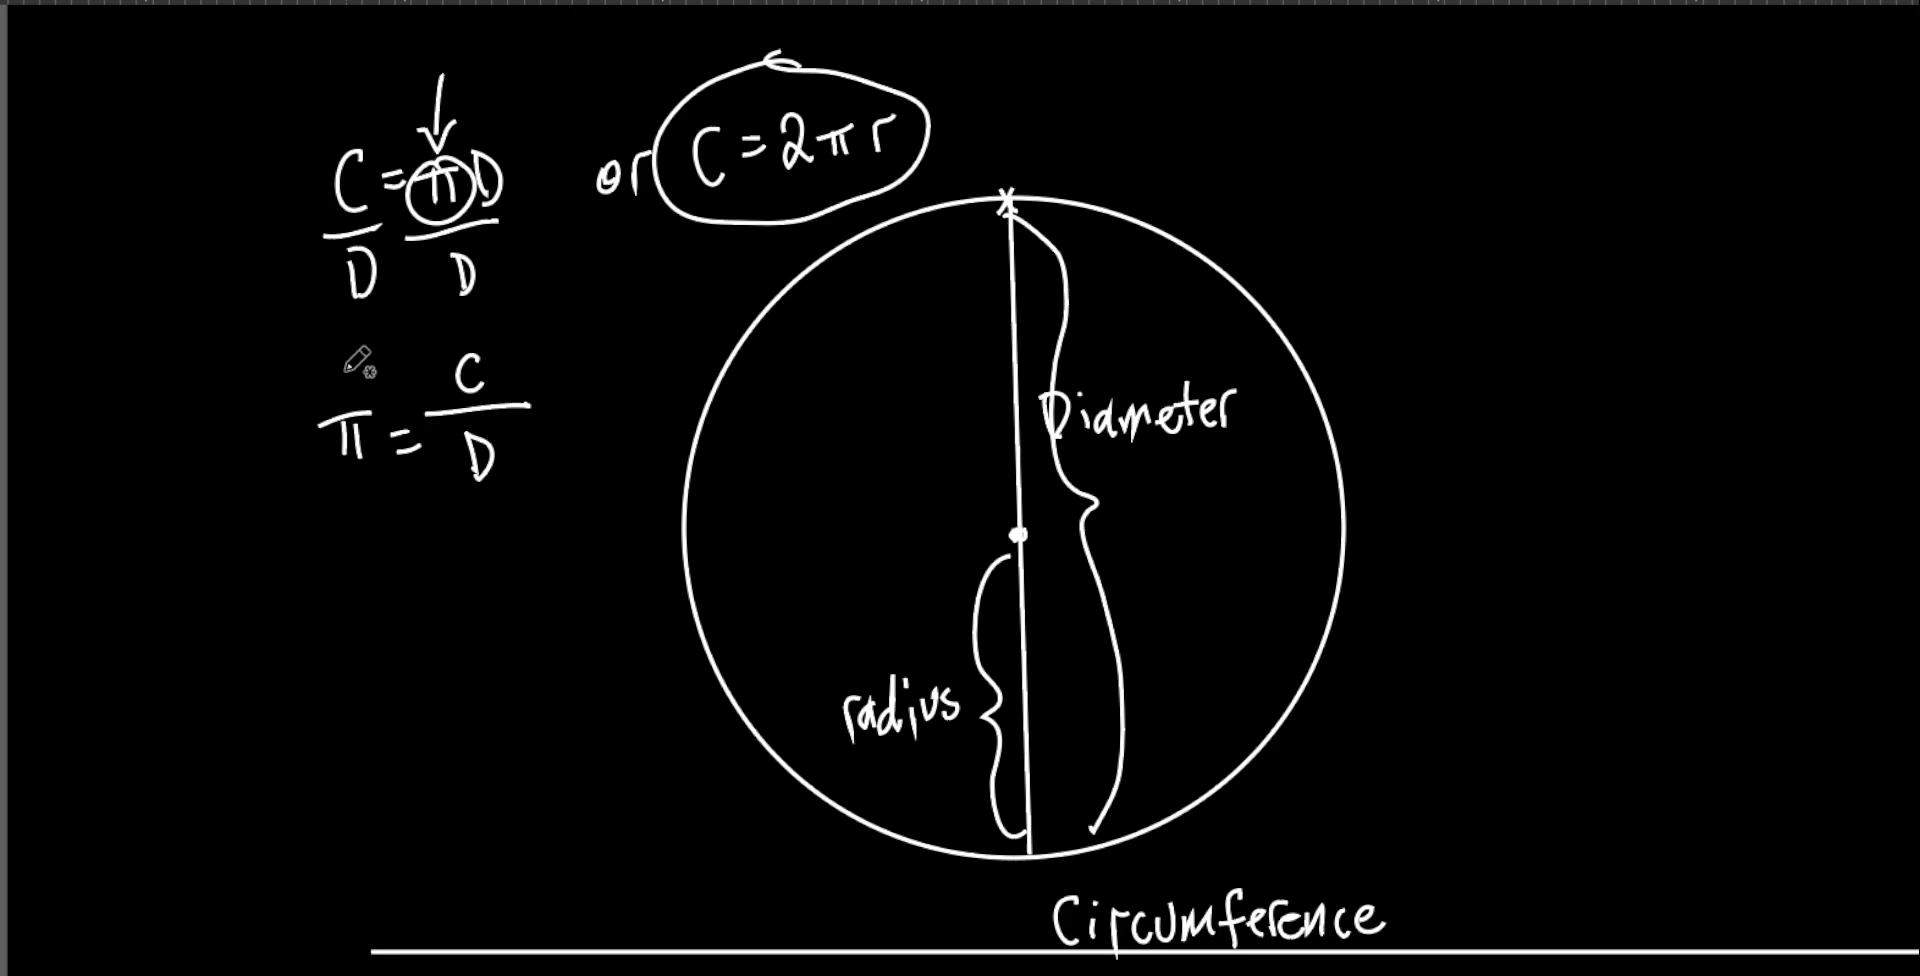 C = πD or C = 2πr
D D
π = C
D
Diameter
radius
Circumference